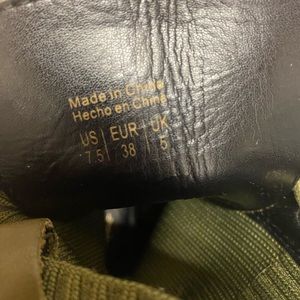 Made in China
Hecho en China
US | EUR - UK
7.5 | 38 | 5